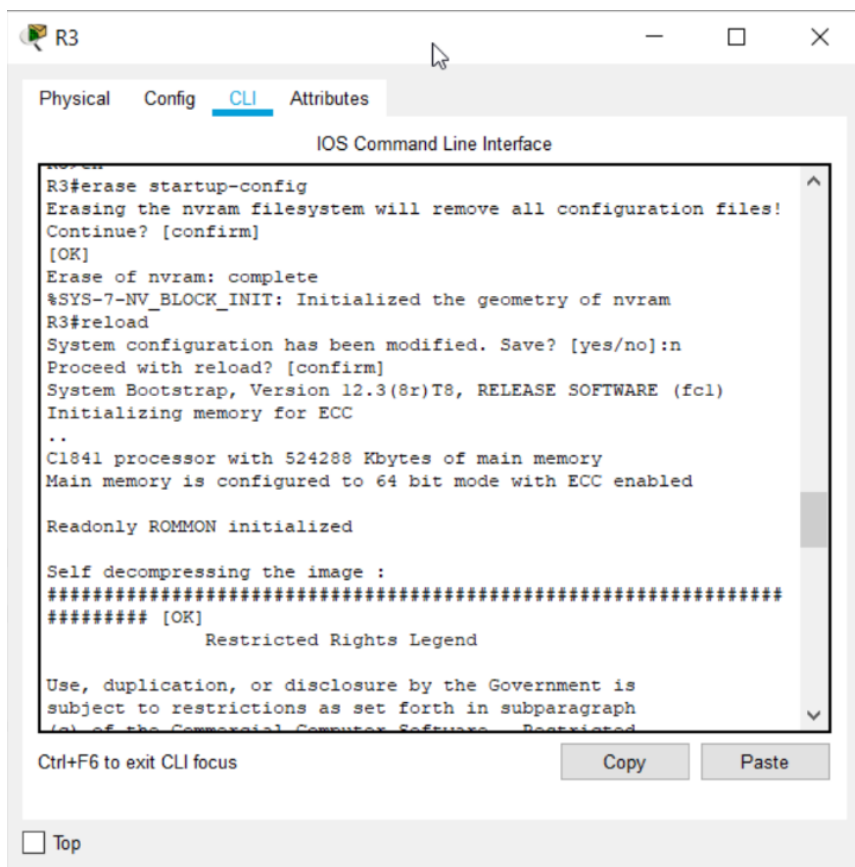 R3
Physical Config CLI Attributes
IOS Command Line Interface
R3#erase startup-config
Erasing the nvram filesystem will remove all configuration files!
Continue? [confirm]
[OK]
Erase of nvram: complete
%SYS-7-NV_BLOCK_INIT: Initialized the geometry of nvram
R3#reload
System configuration has been modified. Save? [yes/no]:n
Proceed with reload? [confirm]
System Bootstrap, Version 12.3(8r)T8, RELEASE SOFTWARE (fc1)
Initializing memory for ECC
..
C1841 processor with 524288 Kbytes of main memory
Main memory is configured to 64 bit mode with ECC enabled
Readonly ROMMON initialized
Self decompressing the image :
#################################################################
######### [OK]
Restricted Rights Legend
Use, duplication, or disclosure by the Government is
subject to restrictions as set forth in subparagraph
(c) of the Commercial Computer Software - Restricted
Ctrl+F6 to exit CLI focus
Copy Paste
Top